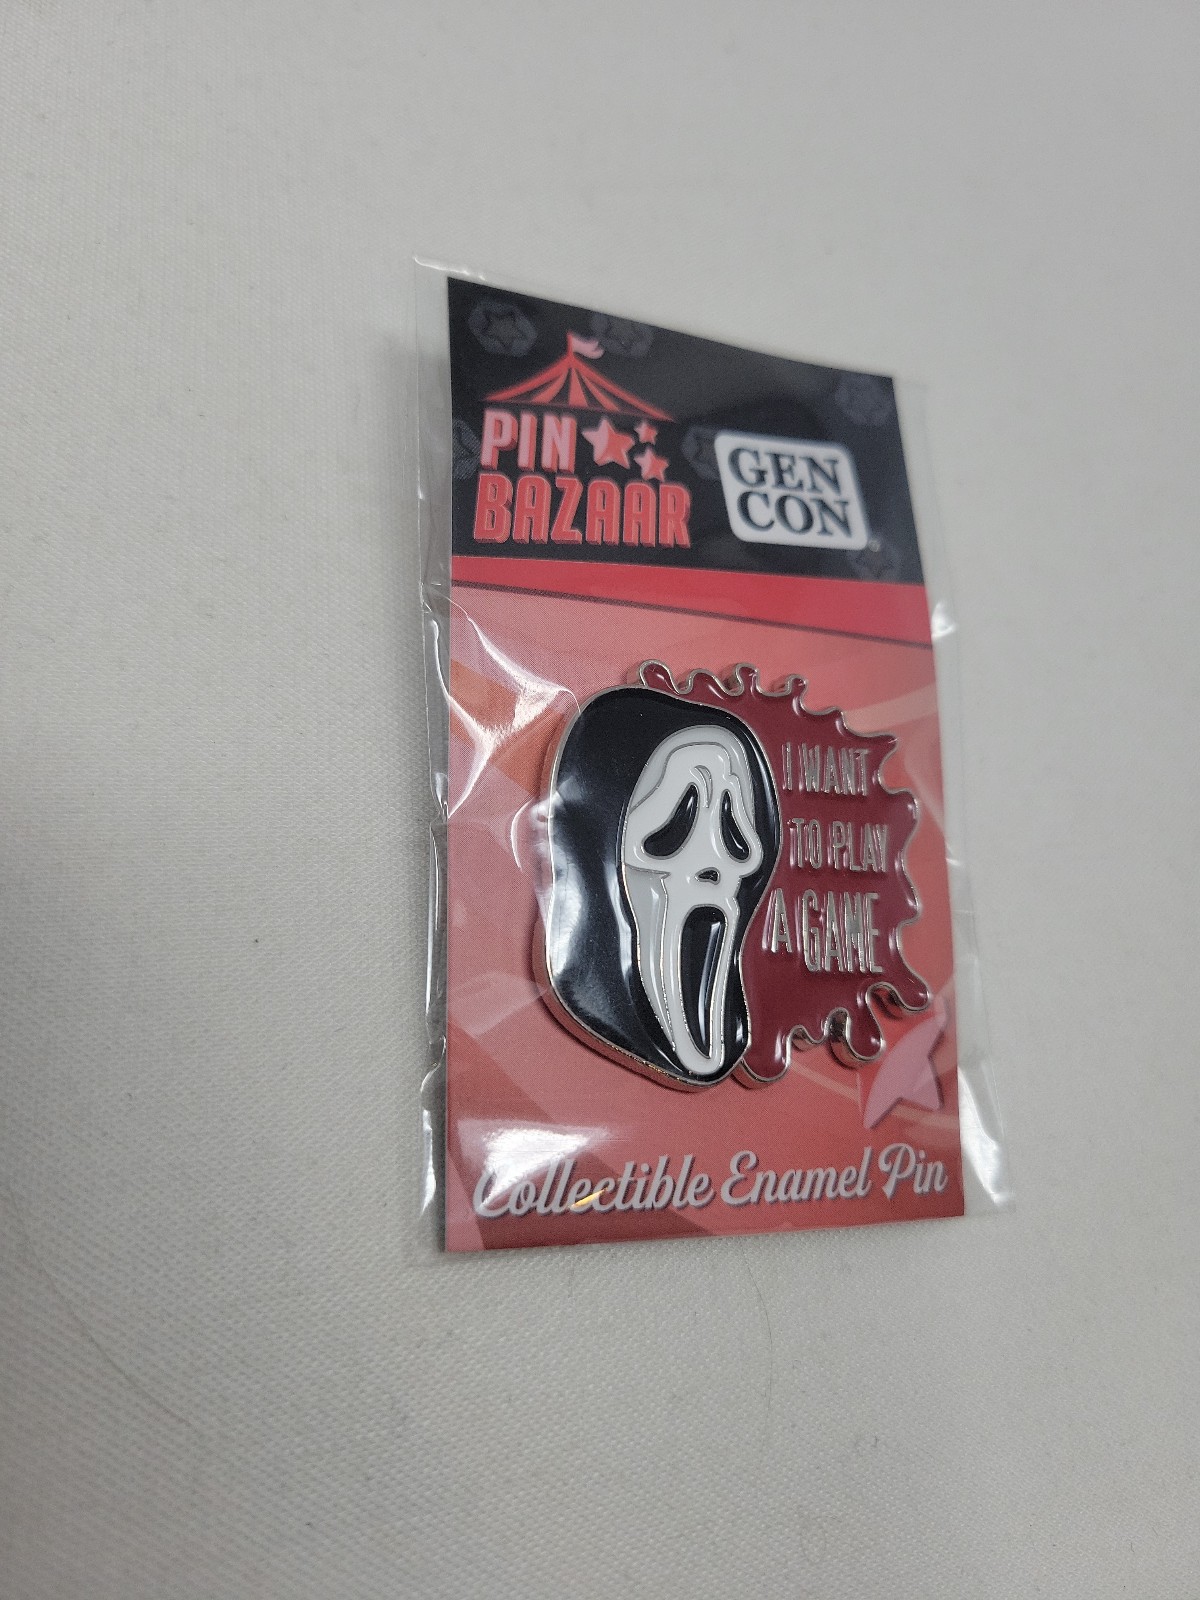 PIN
BAZAAR
GEN
CON
I WANT
TO PLAY
A GAME
Collectible Enamel Pin